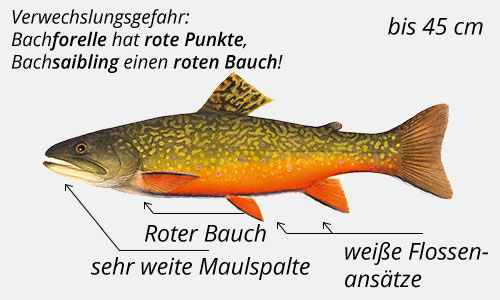 Verwechslungsgefahr:
Bachforelle hat rote Punkte,
Bachsaibling einen roten Bauch!
bis 45 cm
Roter Bauch
sehr weite Maulspalte
weiße Flossen-
ansätze